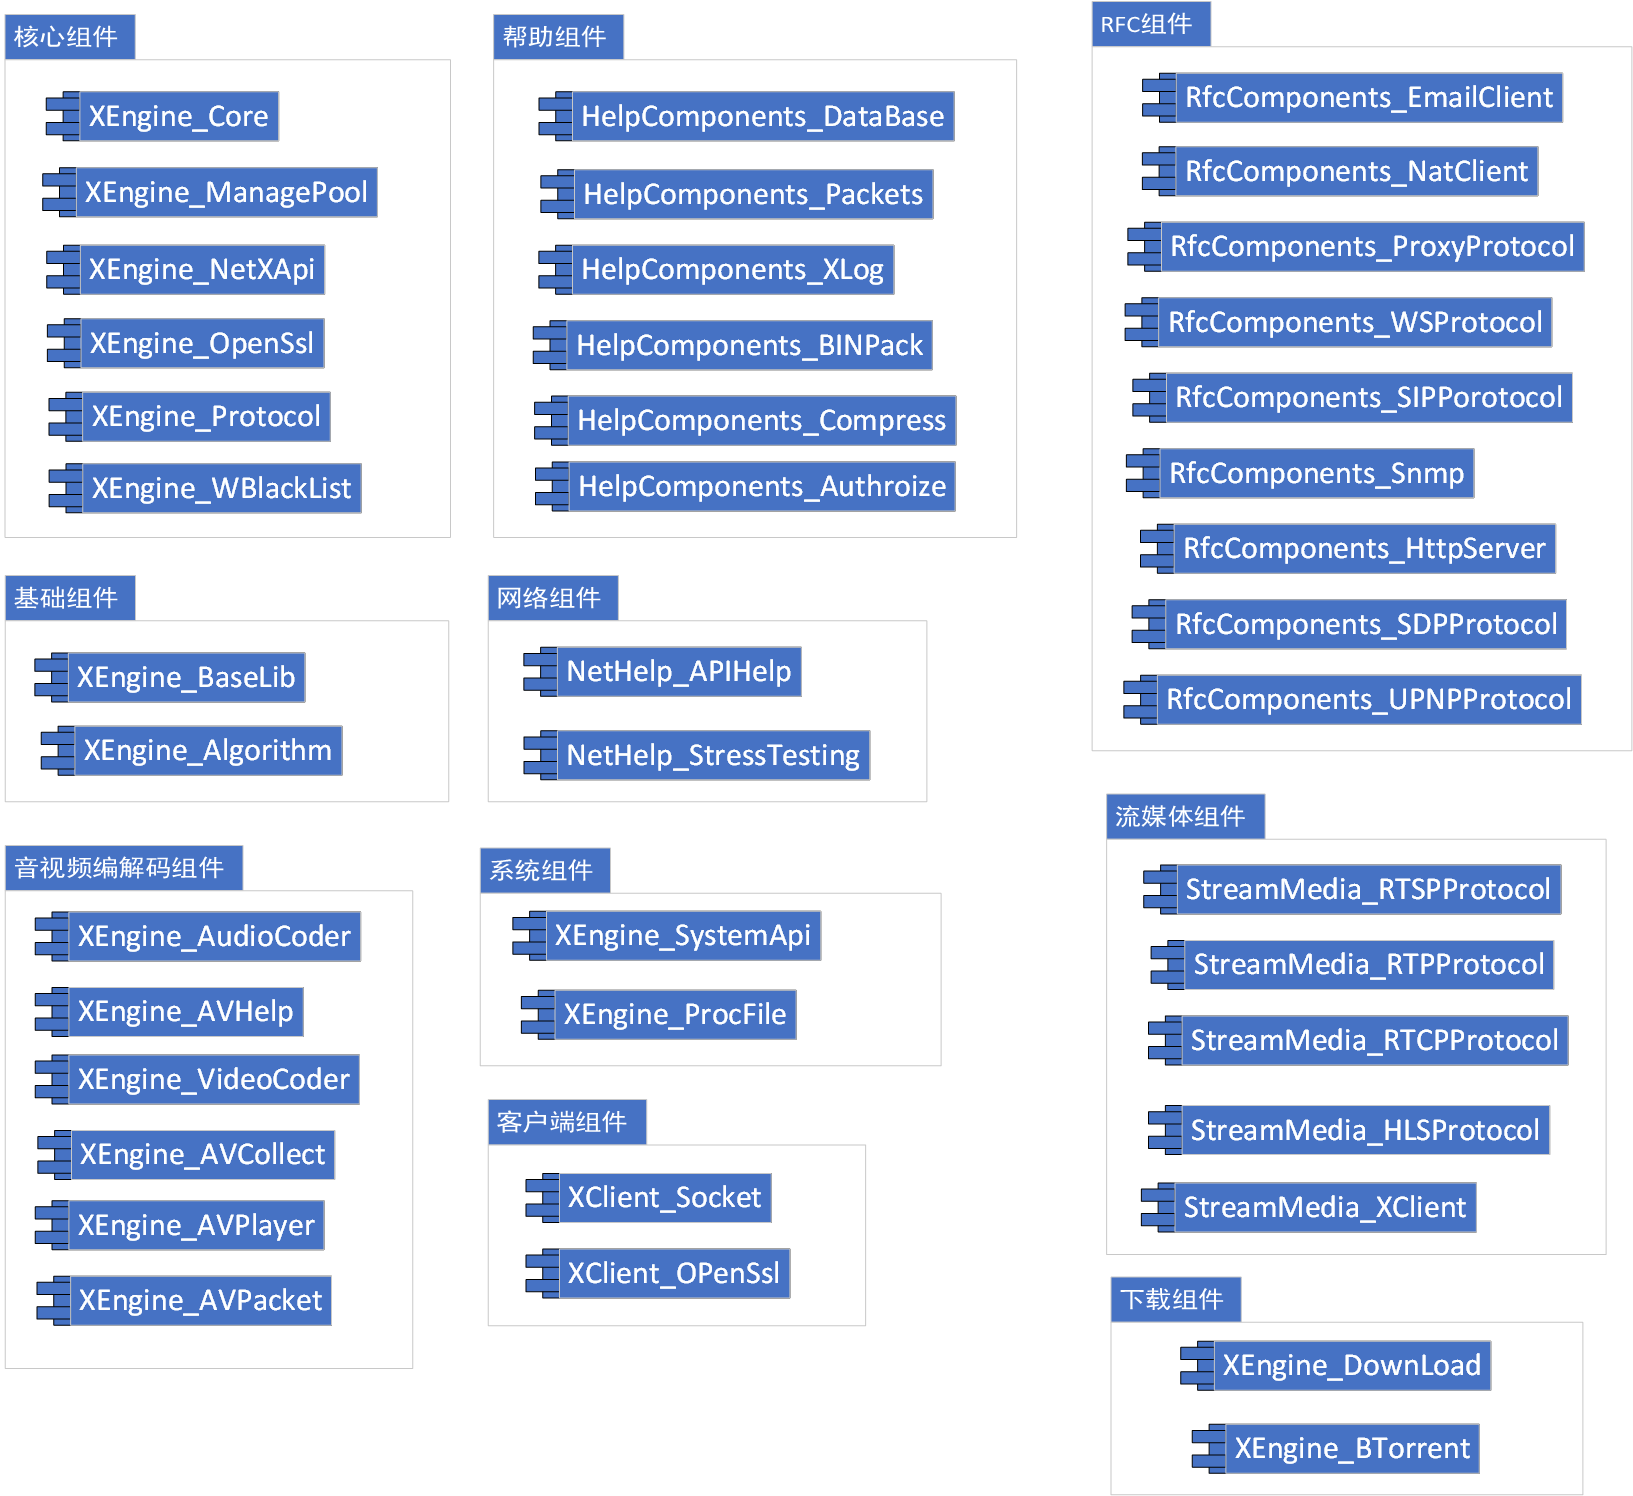 核心组件
XEngine_Core
XEngine_ManagePool
XEngine_NetXApi
XEngine_OpenSsl
XEngine_Protocol
XEngine_WBlackList
帮助组件
HelpComponents_DataBase
HelpComponents_Packets
HelpComponents_XLog
HelpComponents_BINPack
HelpComponents_Compress
HelpComponents_Authroize
RFC组件
RfcComponents_EmailClient
RfcComponents_NatClient
RfcComponents_ProxyProtocol
RfcComponents_WSProtocol
RfcComponents_SIPPorotocol
RfcComponents_Snmp
RfcComponents_HttpServer
RfcComponents_SDPProtocol
RfcComponents_UPNPProtocol
基础组件
XEngine_BaseLib
XEngine_Algorithm
网络组件
NetHelp_APIHelp
NetHelp_StressTesting
流媒体组件
StreamMedia_RTSPProtocol
StreamMedia_RTPProtocol
StreamMedia_RTCPProtocol
StreamMedia_HLSProtocol
StreamMedia_XClient
音视频编解码组件
XEngine_AudioCoder
XEngine_AVHelp
XEngine_VideoCoder
XEngine_AVCollect
XEngine_AVPlayer
XEngine_AVPacket
系统组件
XEngine_SystemApi
XEngine_ProcFile
客户端组件
XClient_Socket
XClient_OPenSsl
下载组件
XEngine_DownLoad
XEngine_BTorrent